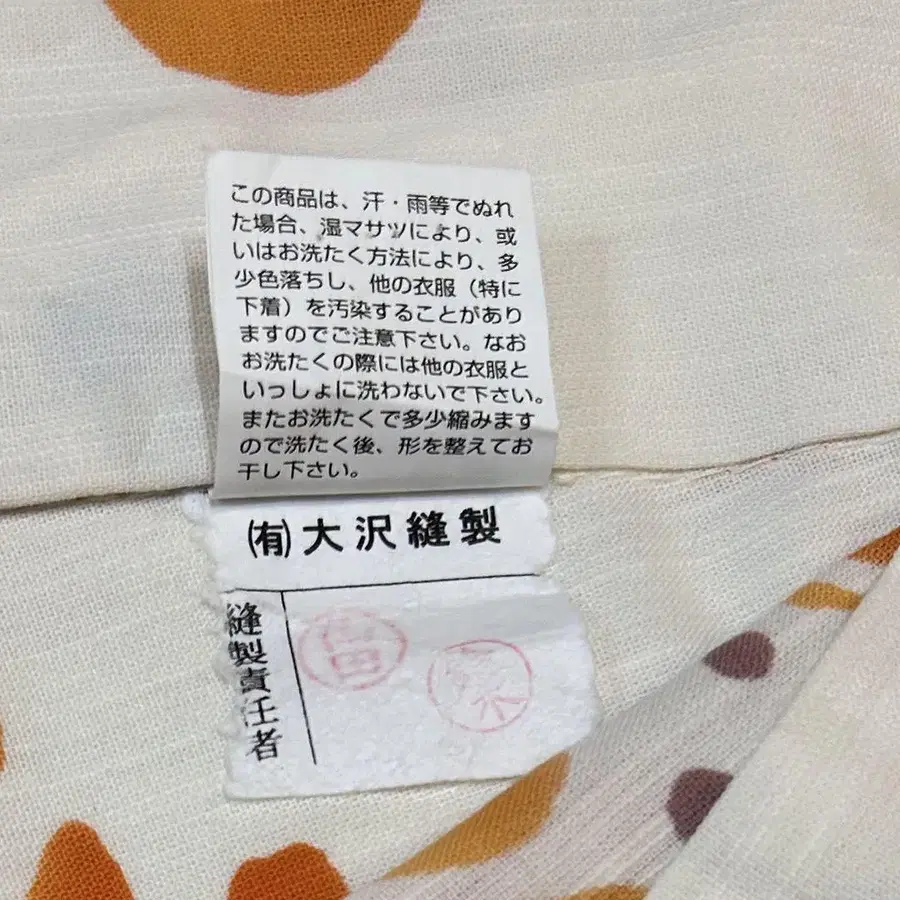 この商品は、汗・雨等でぬれ
た場合、湿マサツにより、或
いはお洗たく方法により、多
少色落ちし、他の衣服（特に
下着）を汚染することがあり
ますのでご注意下さい。なお
お洗たくの際には他の衣服と
いっしょに洗わないで下さい。
またお洗たくで多少縮みます
ので洗たく後、形を整えてお
干し下さい。
㈲大沢縫製
縫製責任者